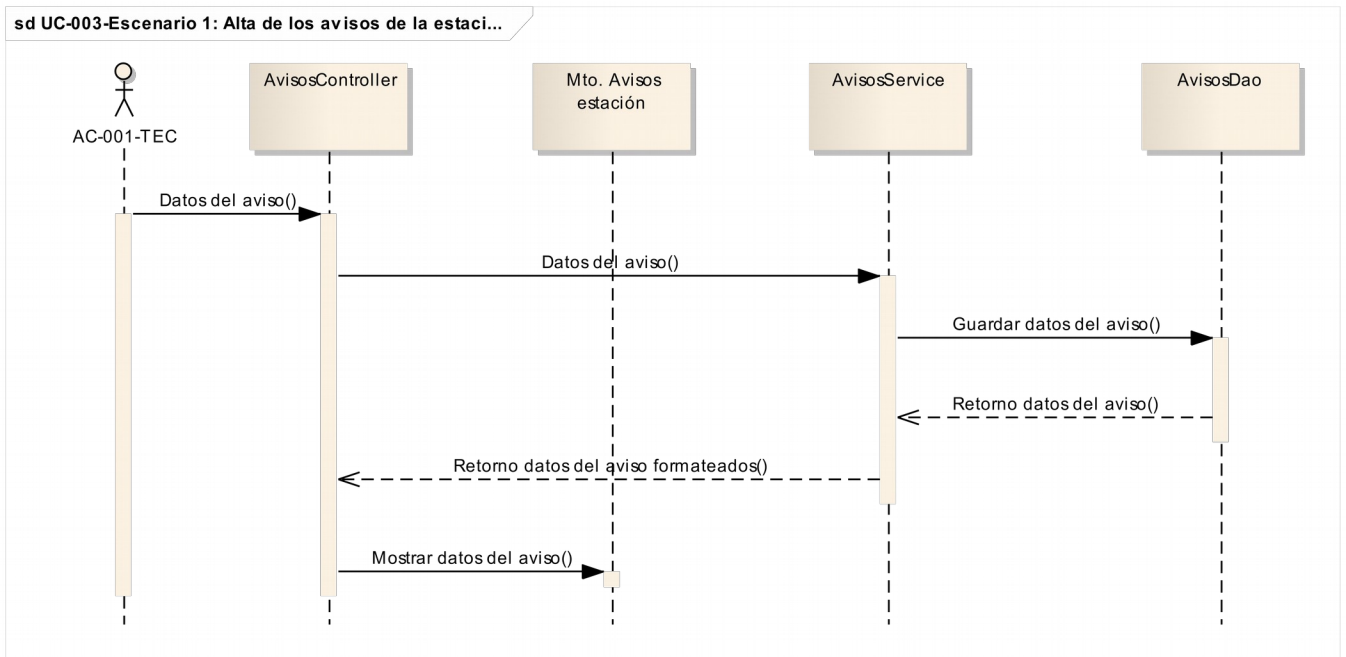 sd UC-003-Escenario 1: Alta de los avisos de la estaci...
AC-001-TEC
AvisosController
Mto. Avisos
estación
AvisosService
AvisosDao
Datos del aviso()
Datos del aviso()
Guardar datos del aviso()
Retorno datos del aviso()
Retorno datos del aviso formateados()
Mostrar datos del aviso()